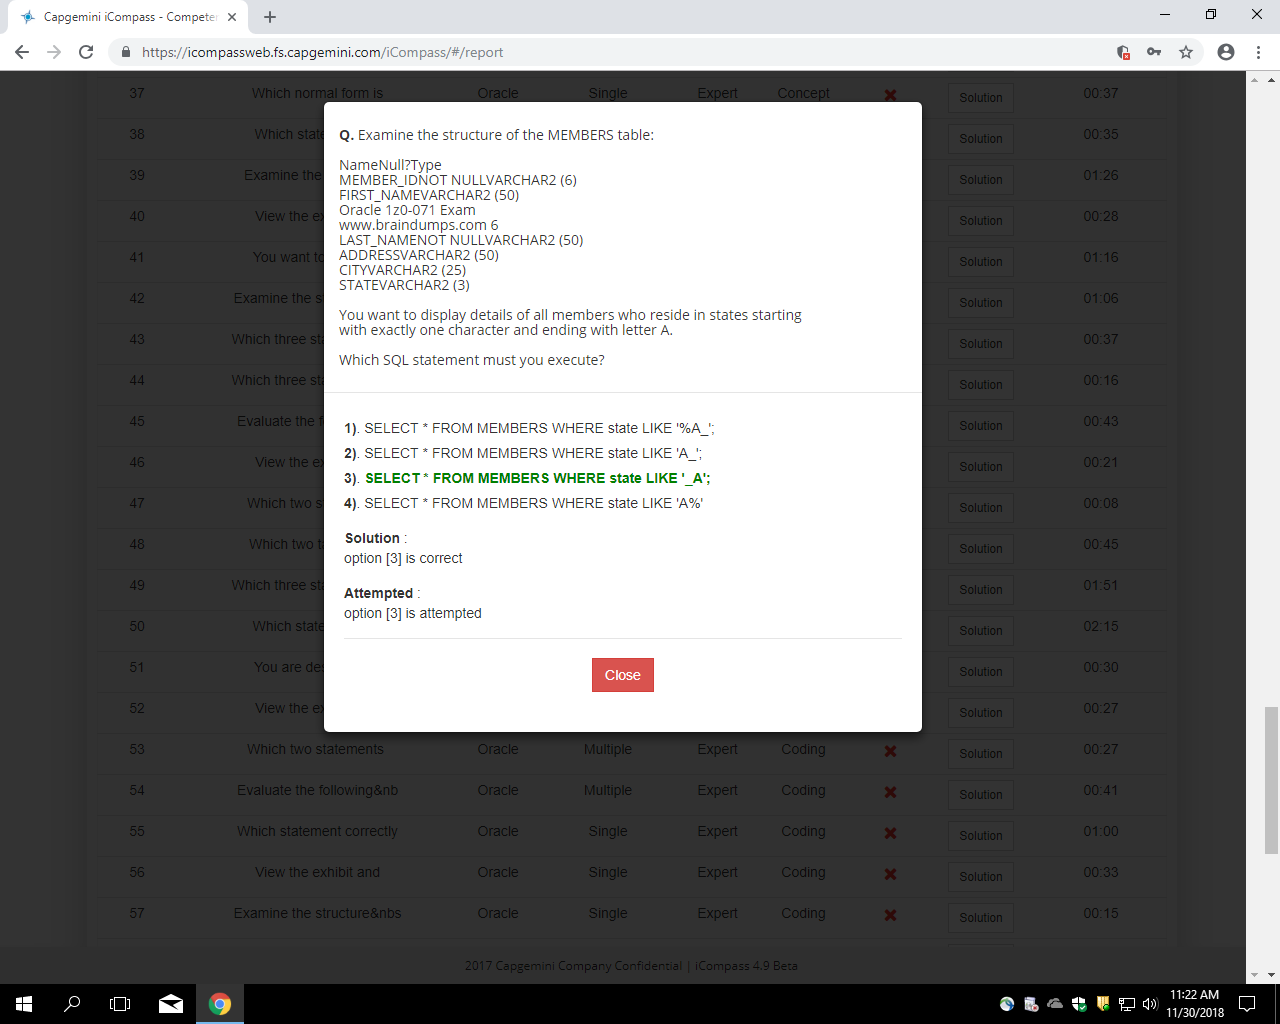 Capgemini iCompass - Competer
https://icompassweb.fs.capgemini.com/iCompass/#/report
37 Which normal form is Oracle Single Expert Concept Solution 00:37
38 Which state Solution 00:35
39 Examine the Solution 01:26
40 View the ex Solution 00:28
41 You want to Solution 01:16
42 Examine the s Solution 01:06
43 Which three sta Solution 00:37
44 Which three sta Solution 00:16
45 Evaluate the f Solution 00:43
46 View the ex Solution 00:21
47 Which two s Solution 00:08
48 Which two t Solution 00:45
49 Which three sta Solution 01:51
50 Which state Solution 02:15
51 You are de Solution 00:30
52 View the ex Solution 00:27
53 Which two statements Oracle Multiple Expert Coding Solution 00:27
54 Evaluate the following&nb Oracle Multiple Expert Coding Solution 00:41
55 Which statement correctly Oracle Single Expert Coding Solution 01:00
56 View the exhibit and Oracle Single Expert Coding Solution 00:33
57 Examine the structure&nbs Oracle Single Expert Coding Solution 00:15
Q. Examine the structure of the MEMBERS table:
NameNull?Type
MEMBER_IDNOT NULLVARCHAR2 (6)
FIRST_NAMEVARCHAR2 (50)
Oracle 1z0-071 Exam
www.braindumps.com 6
LAST_NAMENOT NULLVARCHAR2 (50)
ADDRESSVARCHAR2 (50)
CITYVARCHAR2 (25)
STATEVARCHAR2 (3)
You want to display details of all members who reside in states starting
with exactly one character and ending with letter A.
Which SQL statement must you execute?
1). SELECT * FROM MEMBERS WHERE state LIKE '%A_';
2). SELECT * FROM MEMBERS WHERE state LIKE 'A_';
3). SELECT * FROM MEMBERS WHERE state LIKE '_A';
4). SELECT * FROM MEMBERS WHERE state LIKE 'A%'
Solution :
option [3] is correct
Attempted :
option [3] is attempted
Close
2017 Capgemini Company Confidential | iCompass 4.9 Beta
11:22 AM
11/30/2018